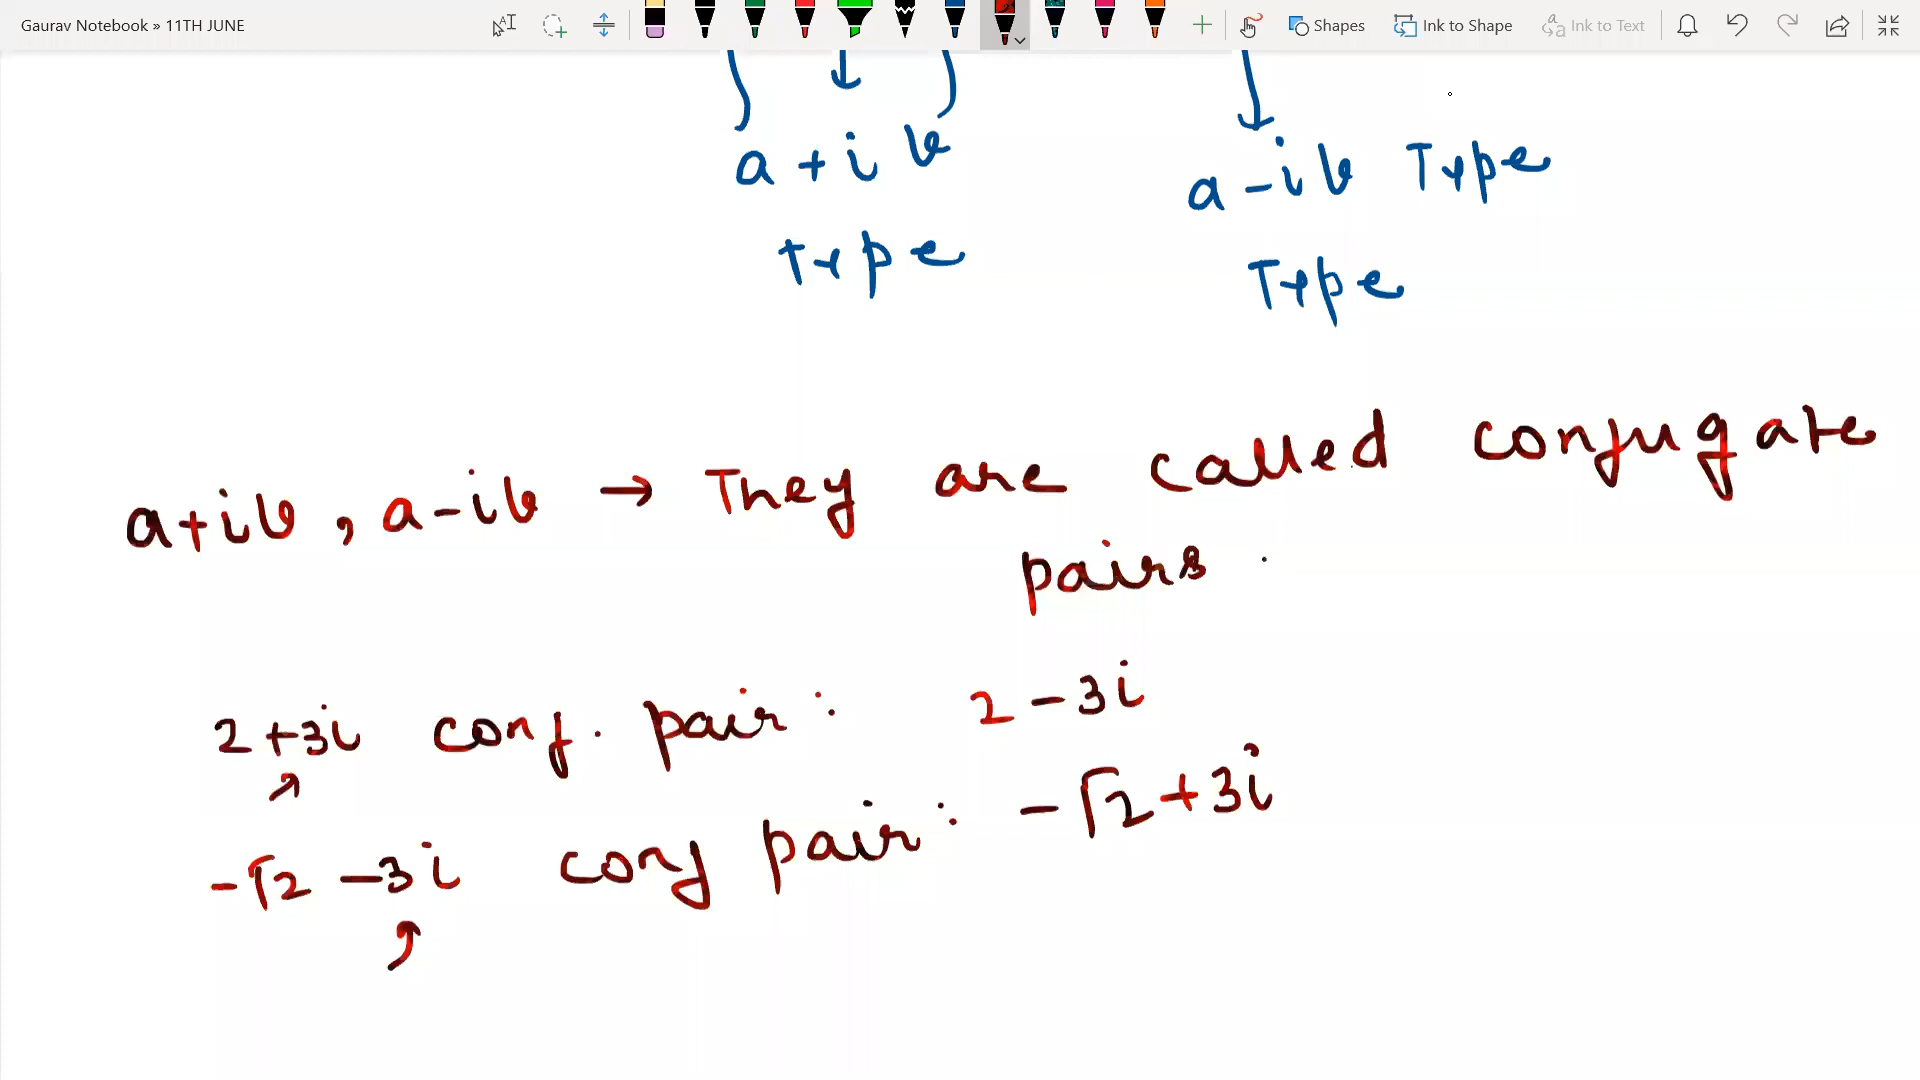 Gaurav Notebook » 11TH JUNE
Shapes
Ink to Shape
Ink to Text
a + i b
a - i b Type
type
Type
a+ib , a-ib → They are called conjugate
pairs .
2+3i conj. pair : 2 - 3i
-√2 - 3i conj pair : -√2 + 3i